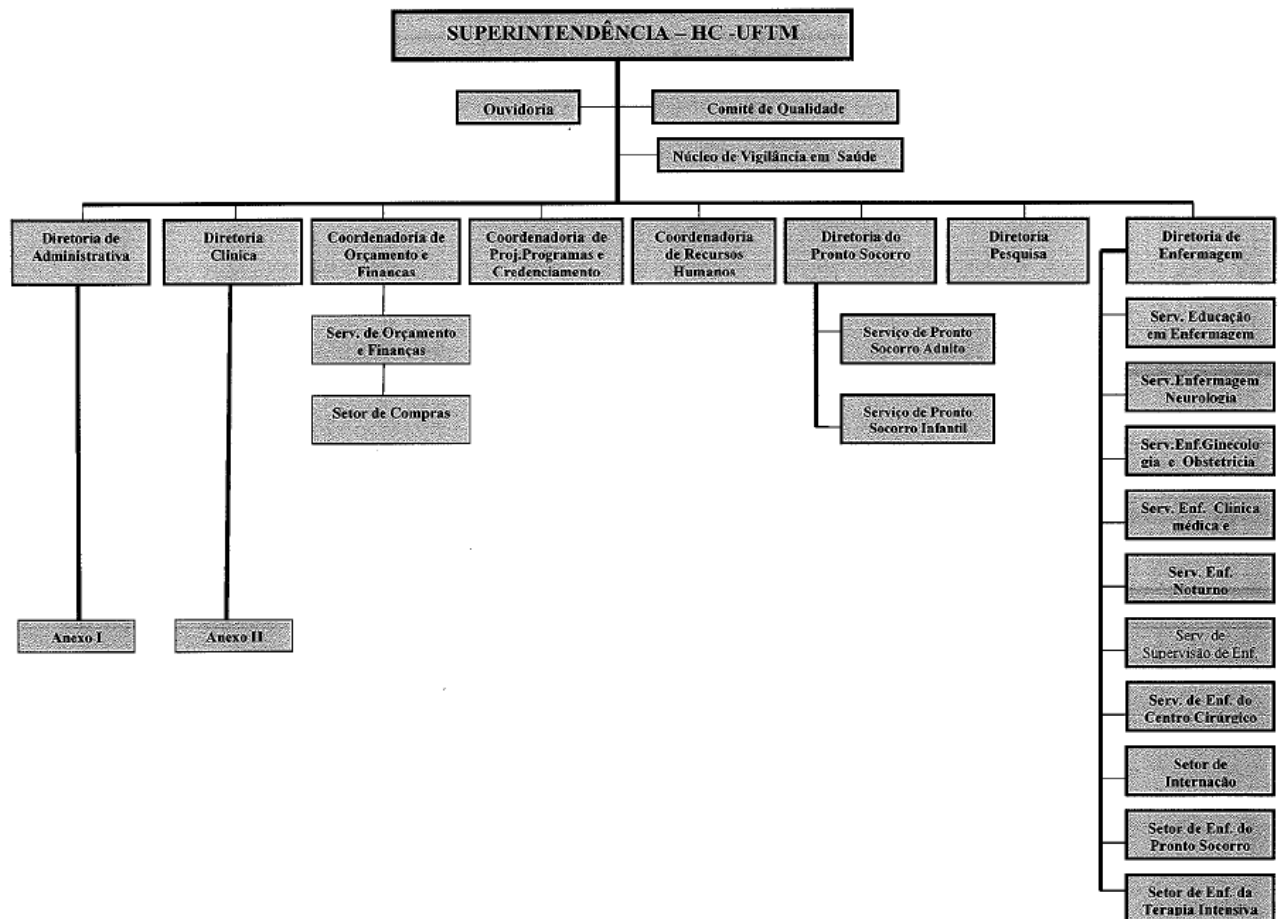 SUPERINTENDÊNCIA – HC -UFTM
Ouvidoria
Comitê de Qualidade
Núcleo de Vigilância em Saúde
Diretoria de
Administrativa
Diretoria
Clínica
Coordenadoria de
Orçamento e
Finanças
Coordenadoria de
Proj.Programas e
Credenciamento
Coordenadoria
de Recursos
Humanos
Diretoria do
Pronto Socorro
Diretoria
Pesquisa
Diretoria de
Enfermagem
Serv. de Orçamento
e Finanças
Setor de Compras
Serviço de Pronto
Socorro Adulto
Serviço de Pronto
Socorro Infantil
Serv. Educação
em Enfermagem
Serv.Enfermagem
Neurologia
Serv.Enf.Ginecolo
gia e Obstetrícia
Serv. Enf. Clínica
médica e
Serv. Enf.
Noturno
Serv. de
Supervisão de Enf.
Serv. de Enf. do
Centro Cirúrgico
Setor de
Internação
Setor de Enf. do
Pronto Socorro
Setor de Enf. da
Terapia Intensiva
Anexo I
Anexo II